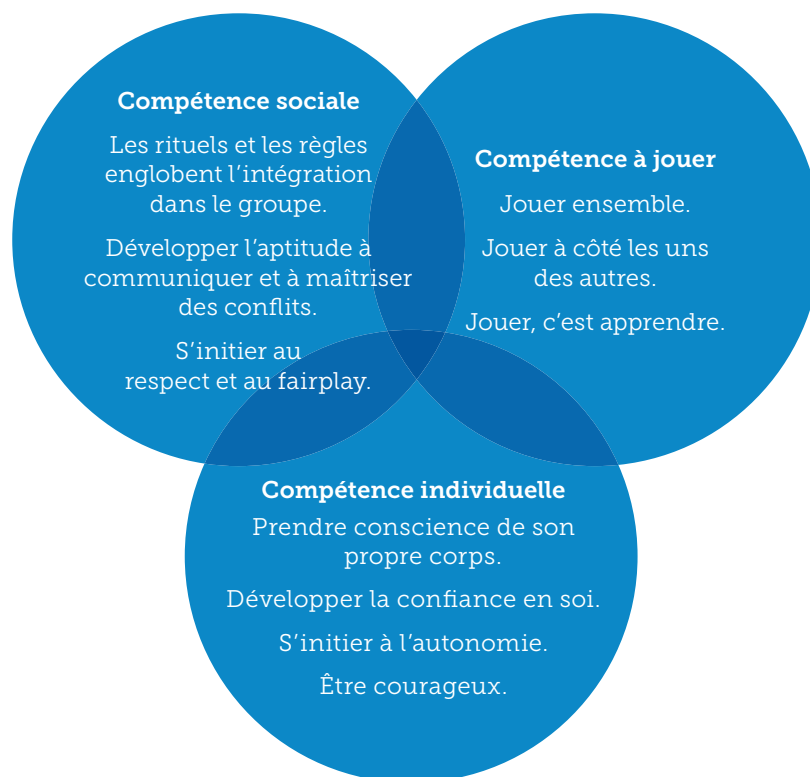 Compétence sociale
Les rituels et les règles
englobent l’intégration
dans le groupe.
Développer l’aptitude à
communiquer et à maîtriser
des conflits.
S’initier au
respect et au fairplay.
Compétence à jouer
Jouer ensemble.
Jouer à côté les uns
des autres.
Jouer, c’est apprendre.
Compétence individuelle
Prendre conscience de son
propre corps.
Développer la confiance en soi.
S’initier à l’autonomie.
Être courageux.